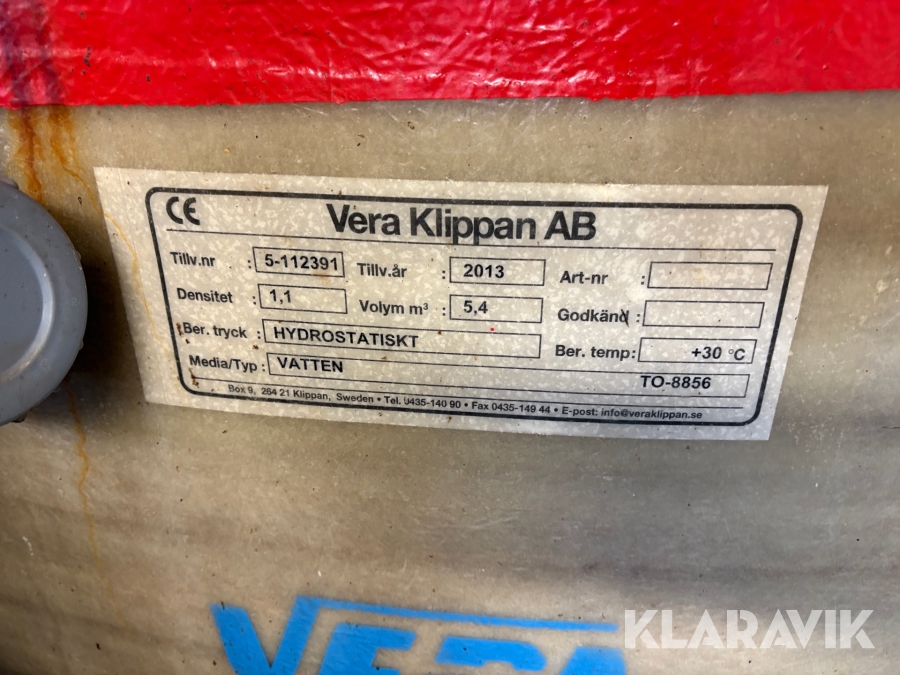 CE Vera Klippan AB
Tillv.nr : 5-112391 Tillv.år : 2013 Art-nr :
Densitet : 1,1 Volym m³ : 5,4 Godkänd :
Ber. tryck : HYDROSTATISKT Ber. temp: +30 °C
Media/Typ : VATTEN TO-8856
Box 9, 264 21 Klippan, Sweden • Tel. 0435-140 90 • Fax 0435-149 44 • E-post: info@veraklippan.se
VERA
KLARAVIK